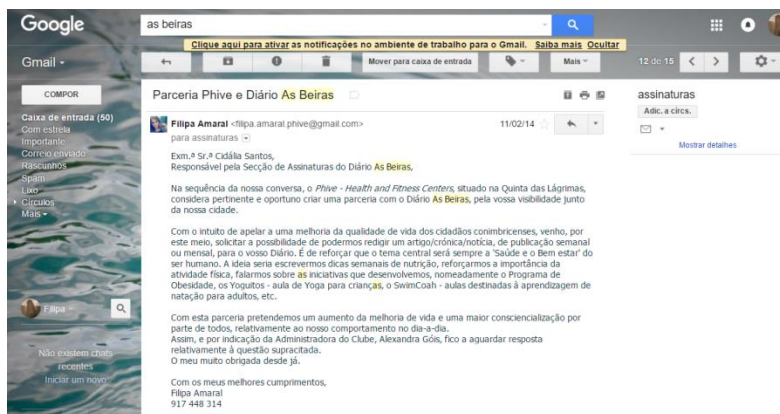 Google
as beiras
Clique aqui para ativar as notificações no ambiente de trabalho para o Gmail. Saiba mais Ocultar
Gmail
Mover para caixa de entrada
Mais
12 de 15
COMPOR
Caixa de entrada (50)
Com estrela
Importante
Correio enviado
Rascunhos
Spam
Lixo
Círculos
Mais
Filipa
Não existem chats
recentes
Iniciar um novo
Parceria Phive e Diário As Beiras
Filipa Amaral <filipa.amaral.phive@gmail.com>
11/02/14
para assinaturas
Exm.ª Sr.ª Cidália Santos,
Responsável pela Secção de Assinaturas do Diário As Beiras,
Na sequência da nossa conversa, o Phive - Health and Fitness Centers, situado na Quinta das Lágrimas,
considera pertinente e oportuno criar uma parceria com o Diário As Beiras, pela vossa visibilidade junto
da nossa cidade.
Com o intuito de apelar a uma melhoria da qualidade de vida dos cidadãos conimbricenses, venho, por
este meio, solicitar a possibilidade de podermos redigir um artigo/crónica/notícia, de publicação semanal
ou mensal, para o vosso Diário. É de reforçar que o tema central será sempre a 'Saúde e o Bem estar' do
ser humano. A ideia seria escrevermos dicas semanais de nutrição, reforçarmos a importância da
atividade física, falarmos sobre as iniciativas que desenvolvemos, nomeadamente o Programa de
Obesidade, os Yoguitos - aula de Yoga para crianças, o SwimCoah - aulas destinadas à aprendizagem de
natação para adultos, etc.
Com esta parceria pretendemos um aumento da melhoria de vida e uma maior consciencialização por
parte de todos, relativamente ao nosso comportamento no dia-a-dia.
Assim, e por indicação da Administradora do Clube, Alexandra Góis, fico a aguardar resposta
relativamente à questão supracitada.
O meu muito obrigada desde já.
Com os meus melhores cumprimentos,
Filipa Amaral
917 448 314
assinaturas
Adic. a círcs.
Mostrar detalhes